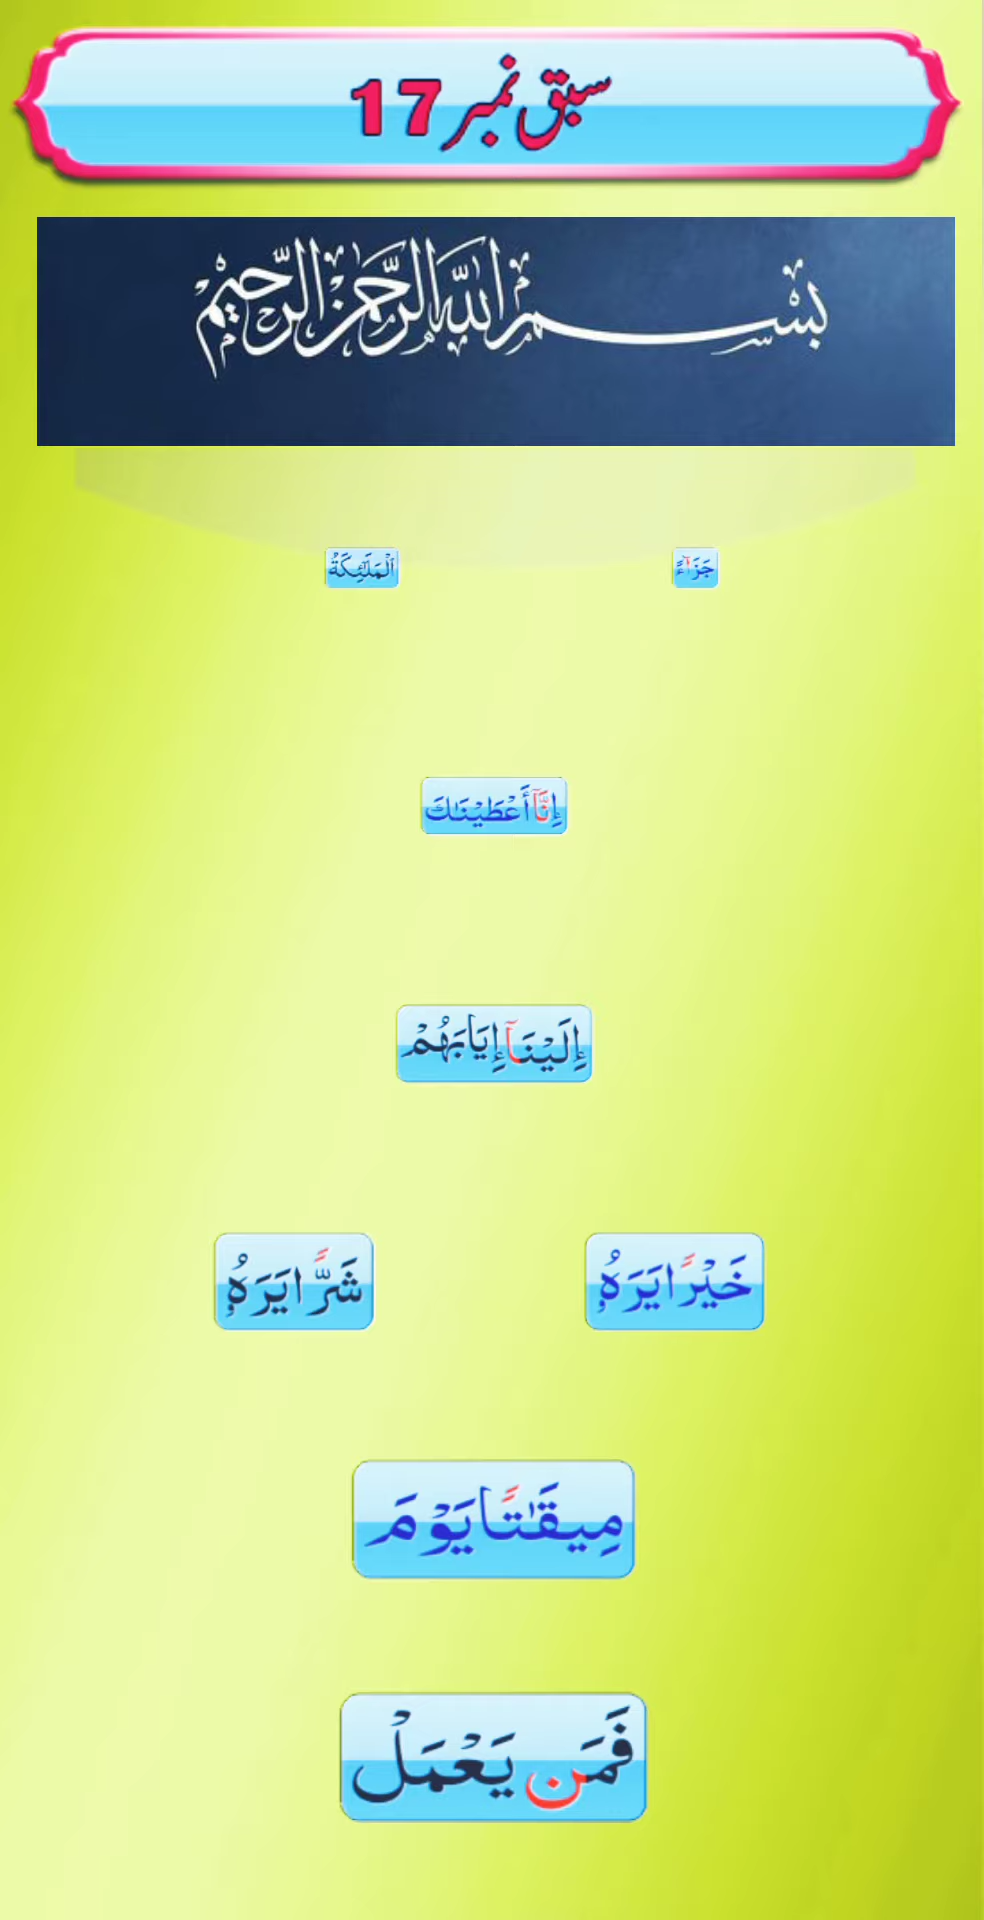 سبق نمبر 17
بسم الله الرحمن الرحيم
جَزَآءً الْمَلٰٓئِكَةُ
إِنَّآ أَعْطَيْنٰكَ
إِلَيْنَآ إِيَابَهُمْ
خَيْرًا يَرَهُۥ شَرًّا يَرَهُۥ
مِيقَٰتًا يَوْمَ
فَمَن يَعْمَلْ